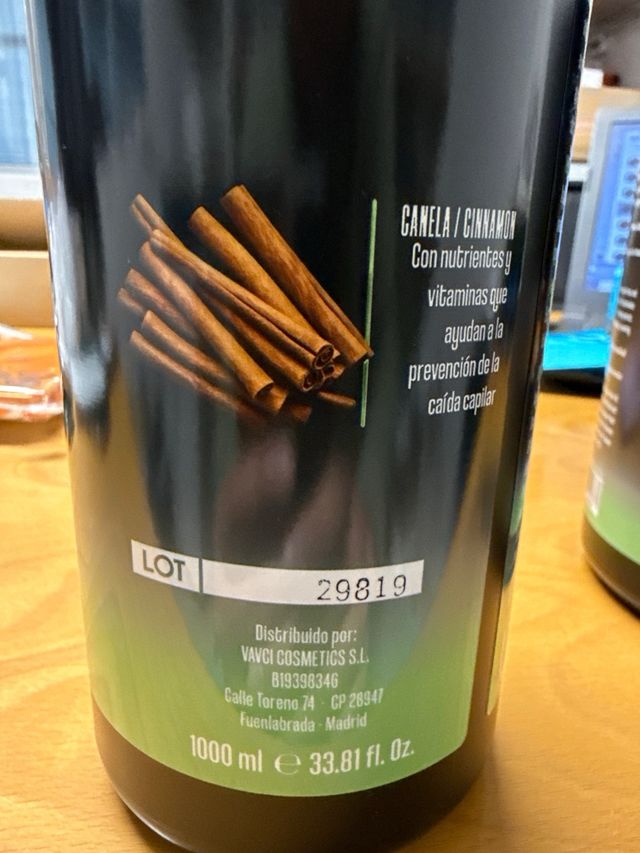 CANELA / CINNAMON
Con nutrientes y
vitaminas que
ayudan a la
prevención de la
caída capilar
LOT 29819
Distribuido por:
VAVCI COSMETICS S.L.
B19398346
Calle Toreno 74 · CP 28947
Fuenlabrada - Madrid
1000 ml ℮ 33.81 fl. Oz.